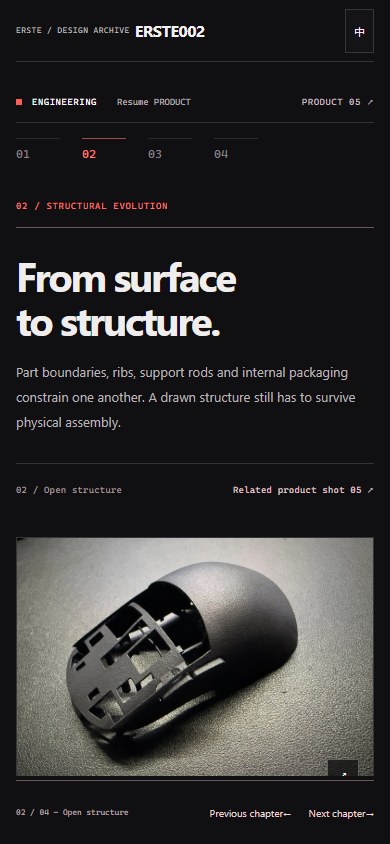 ERSTE / DESIGN ARCHIVE ERSTE002
中
ENGINEERING Resume PRODUCT PRODUCT 05 ↗
01 02 03 04
02 / STRUCTURAL EVOLUTION
From surface
to structure.
Part boundaries, ribs, support rods and internal packaging
constrain one another. A drawn structure still has to survive
physical assembly.
02 / Open structure Related product shot 05 ↗
02 / 04 — Open structure Previous chapter← Next chapter→